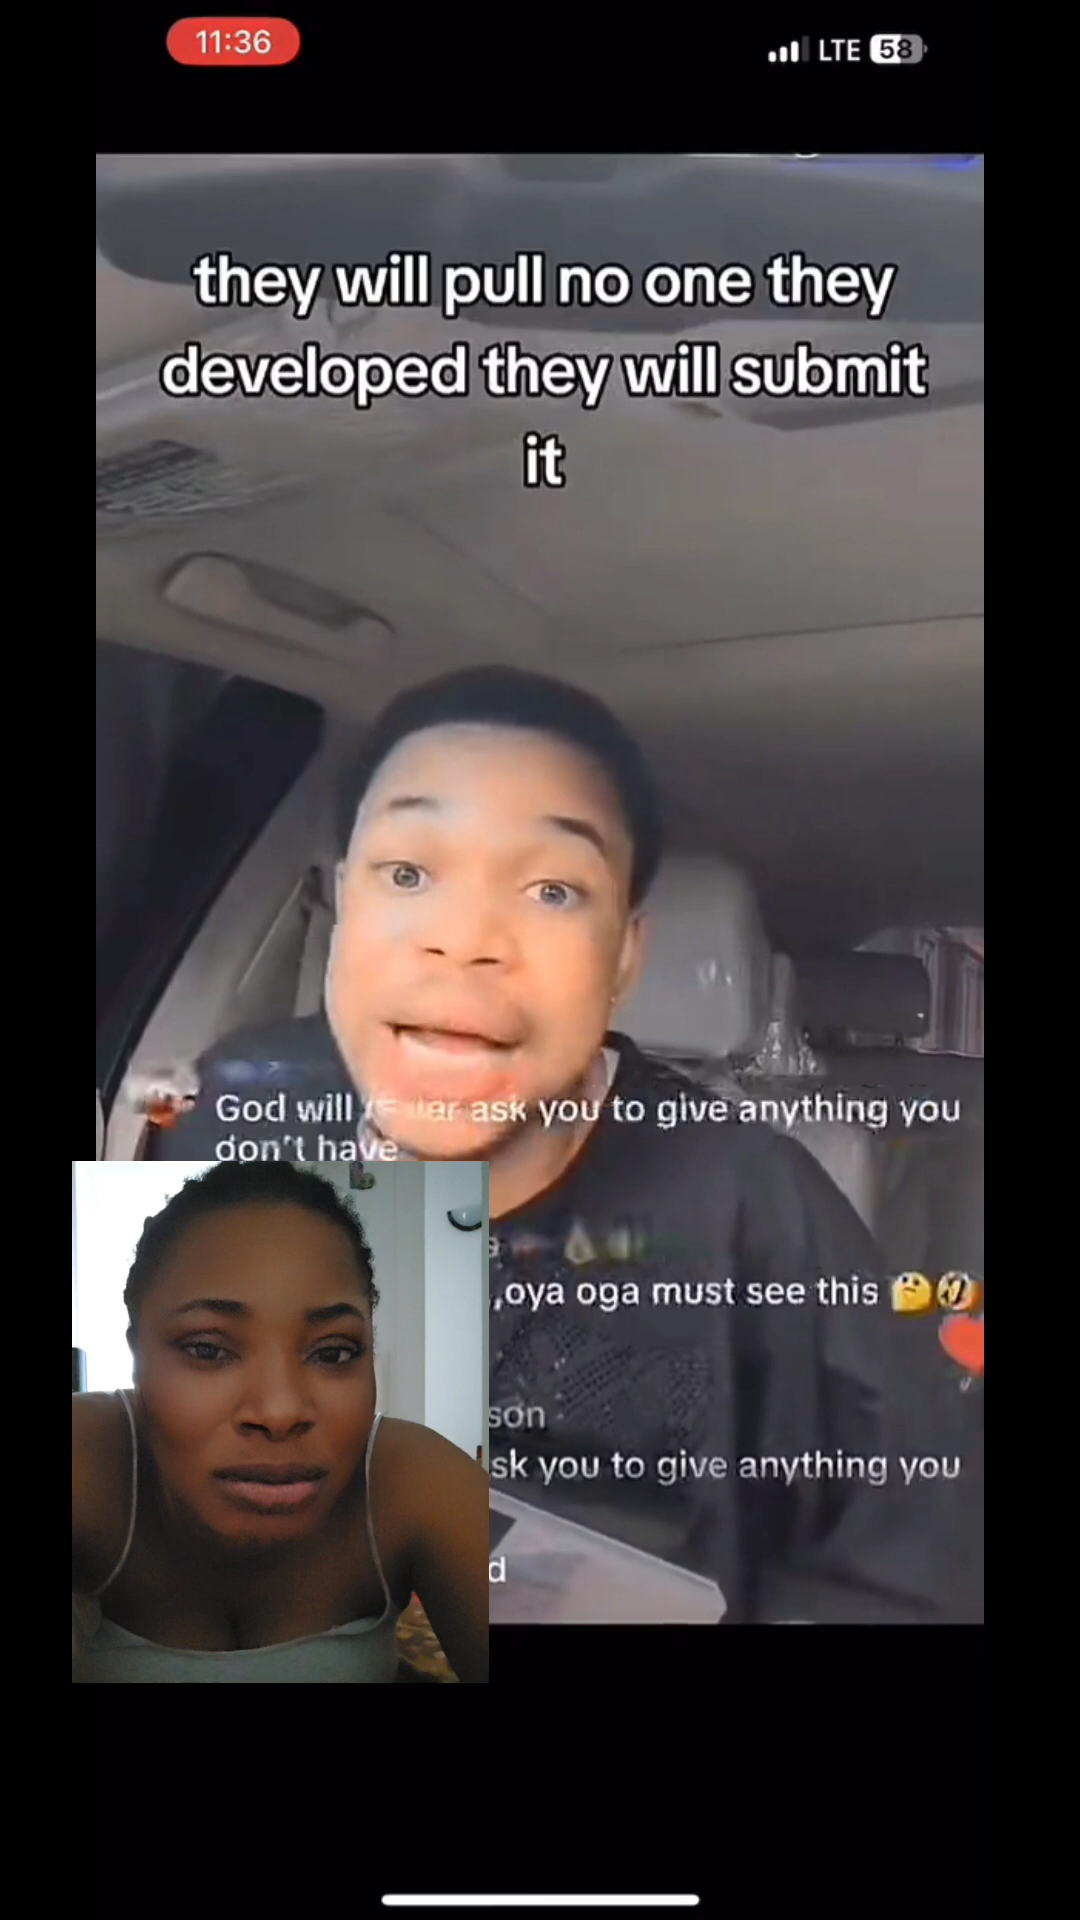 11:36
LTE 58
they will pull no one they
developed they will submit
it
God will never ask you to give anything you
don't have
,oya oga must see this 🤔🤣
son
sk you to give anything you
d